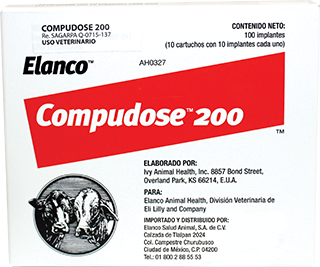 COMPUDOSE 200
Re. SAGARPA Q-0715-137
USO VETERINARIO
CONTENIDO NETO:
100 implantes
(10 cartuchos con 10 implantes cada uno)
Elanco™
AH0327
Compudose™ 200
™
ELABORADO POR:
Ivy Animal Health, Inc. 8857 Bond Street,
Overland Park, KS 66214, E.U.A.
PARA:
Elanco Animal Health, División Veterinaria de
Eli Lilly and Company
IMPORTADO Y DISTRIBUIDO POR:
Elanco Salud Animal, S.A. de C.V.
Calzada de Tlalpan 2024
Col. Campestre Churubusco
Ciudad de México, C.P. 04200
Tel.: 01 800 2 88 55 53